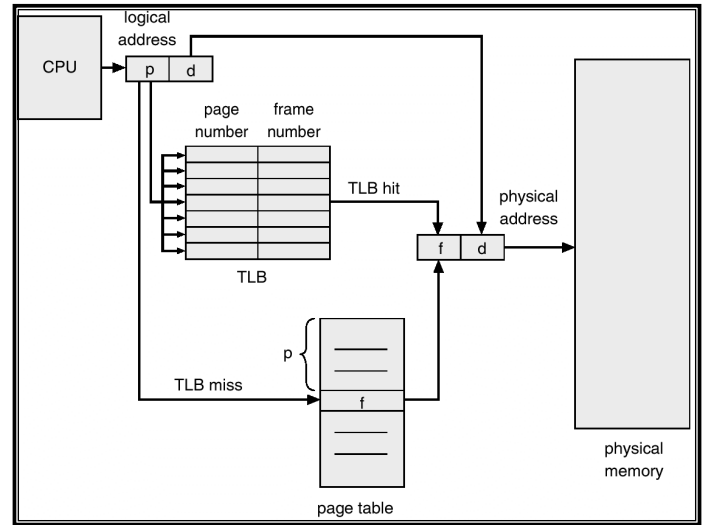 logical
address
CPU
p
d
page
number
frame
number
TLB hit
physical
address
f
d
TLB
p
TLB miss
f
physical
memory
page table